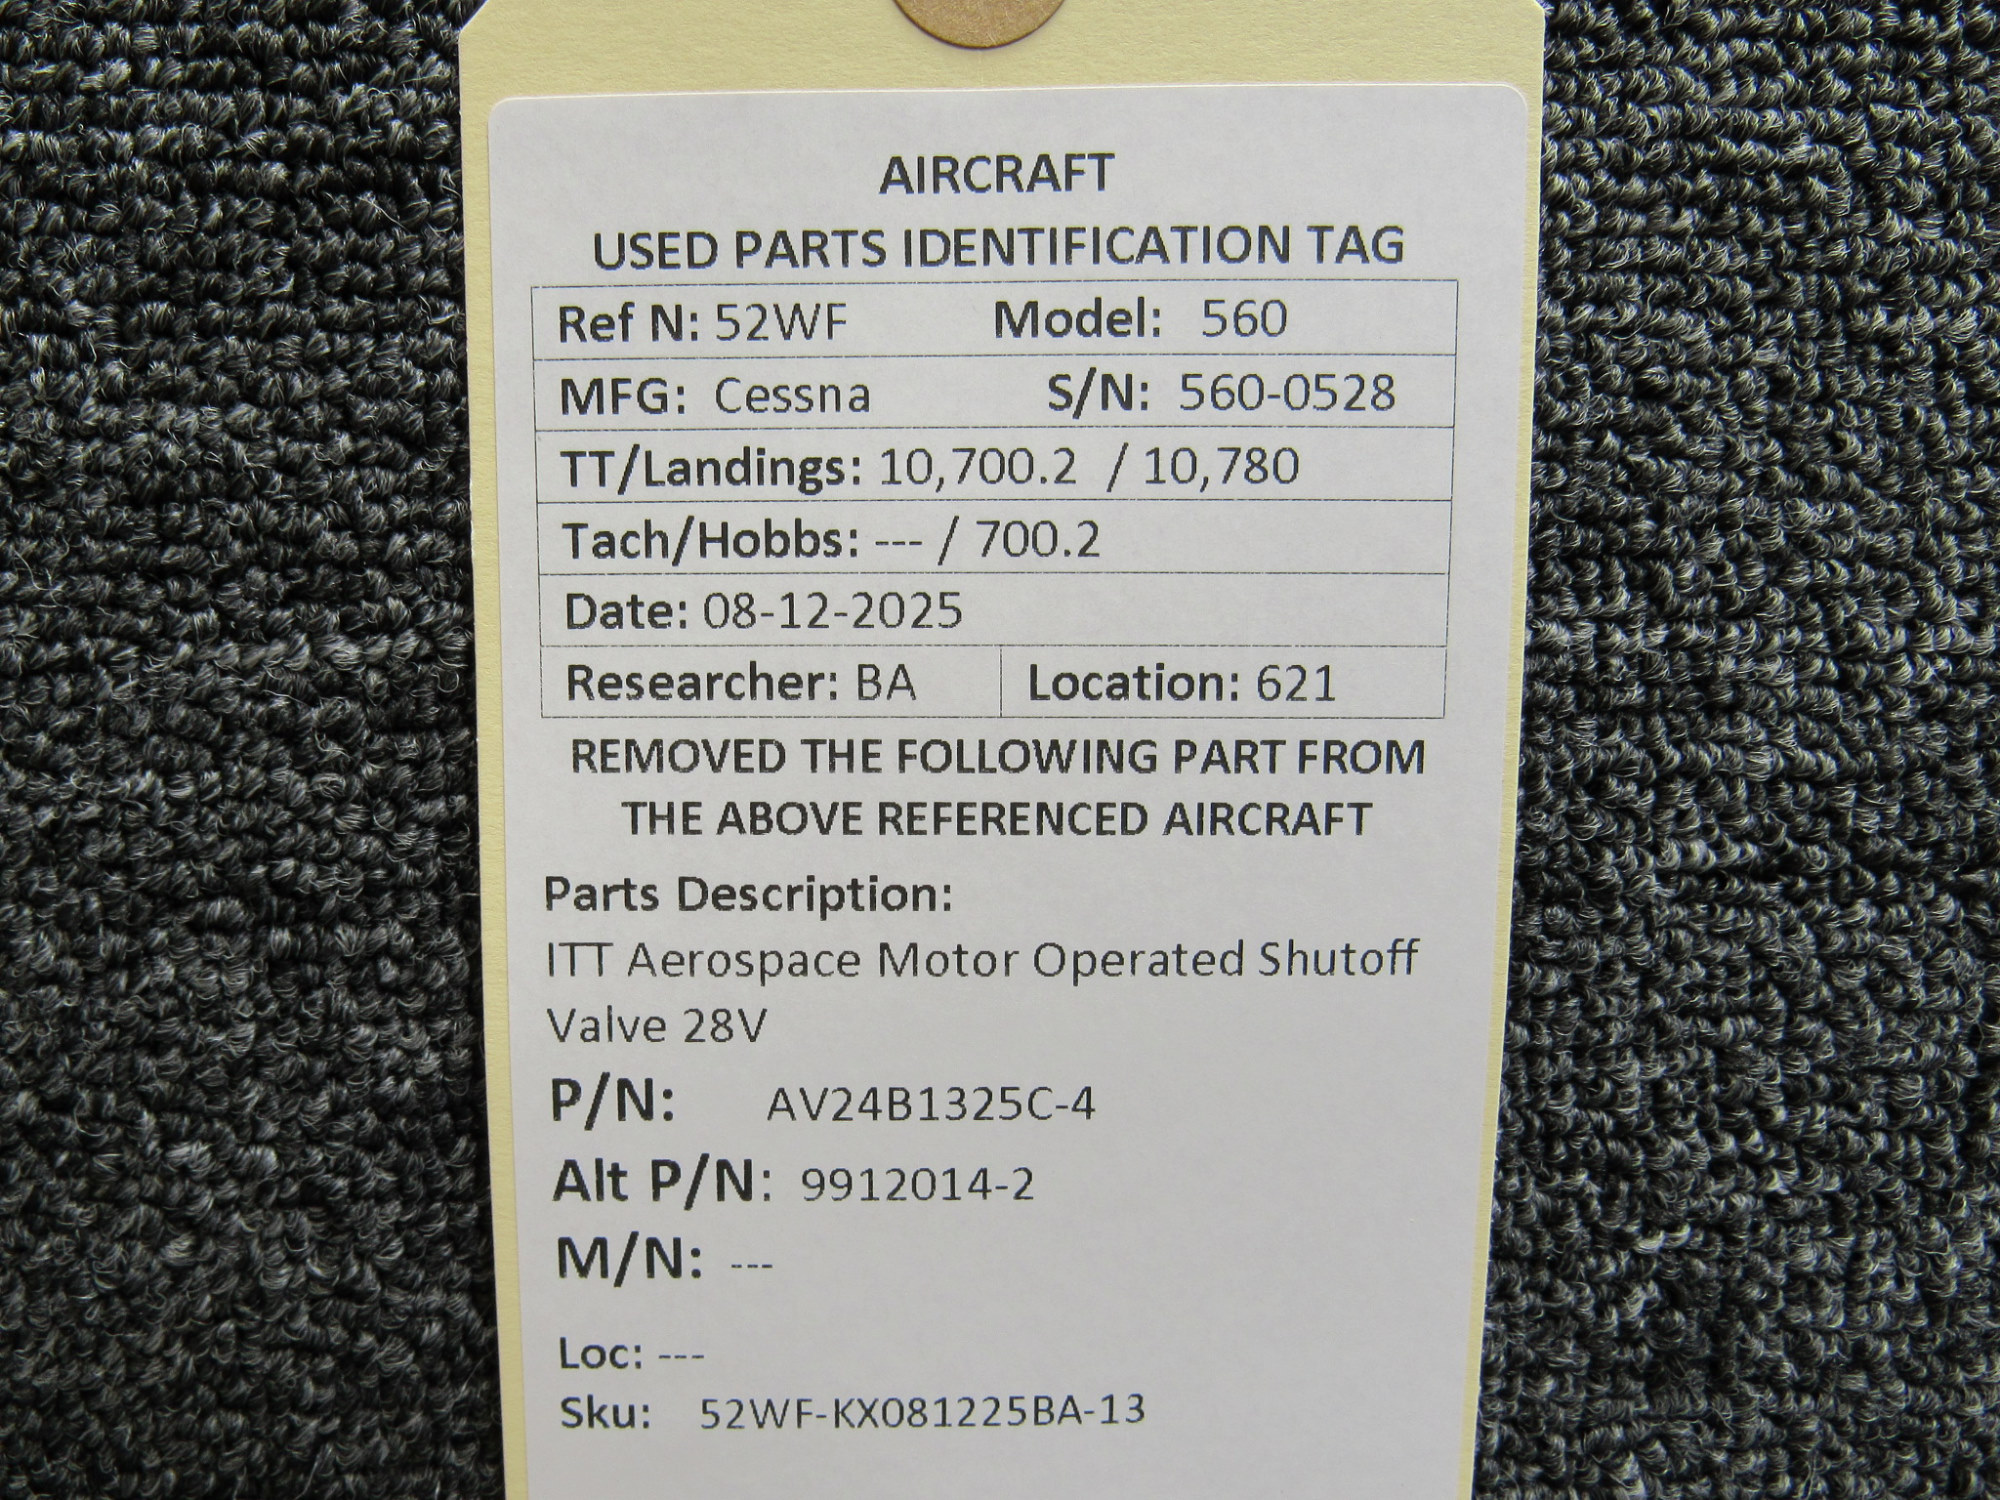 AIRCRAFT
USED PARTS IDENTIFICATION TAG
Ref N: 52WF Model: 560
MFG: Cessna S/N: 560-0528
TT/Landings: 10,700.2 / 10,780
Tach/Hobbs: --- / 700.2
Date: 08-12-2025
Researcher: BA Location: 621
REMOVED THE FOLLOWING PART FROM
THE ABOVE REFERENCED AIRCRAFT
Parts Description:
ITT Aerospace Motor Operated Shutoff
Valve 28V
P/N: AV24B1325C-4
Alt P/N: 9912014-2
M/N: ---
Loc: ---
Sku: 52WF-KX081225BA-13